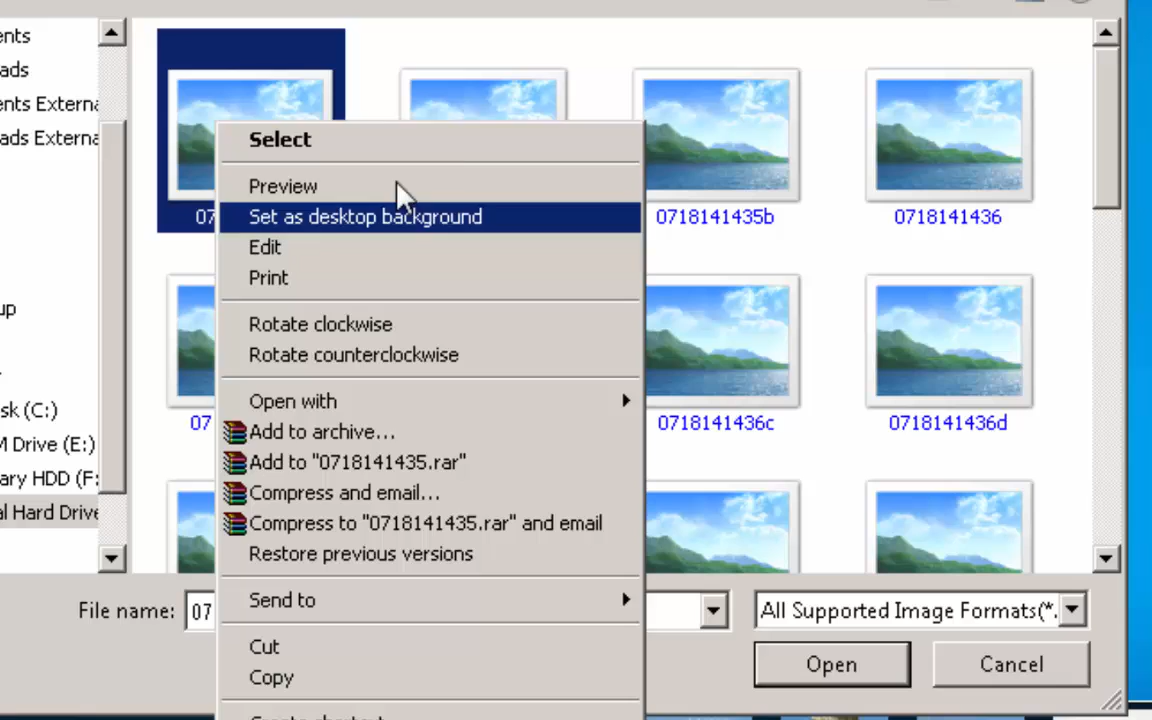 ents
ads
ents Externa
ads Externa
up
sk (C:)
M Drive (E:)
ary HDD (F:
al Hard Drive
07
0718141435b
0718141436
07
0718141436c
0718141436d
Select
Preview
Set as desktop background
Edit
Print
Rotate clockwise
Rotate counterclockwise
Open with
Add to archive...
Add to "0718141435.rar"
Compress and email...
Compress to "0718141435.rar" and email
Restore previous versions
Send to
Cut
Copy
Create shortcut
File name:
07
All Supported Image Formats(*.
Open
Cancel